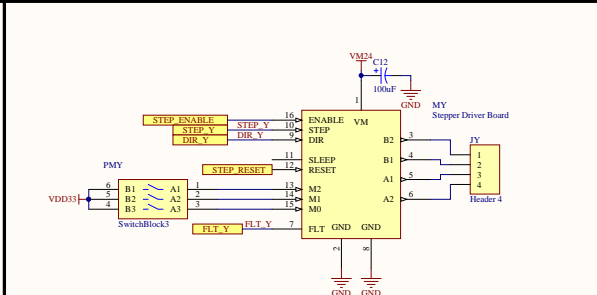 VM24
C12
100uF
GND
MY
Stepper Driver Board
1
VM
STEP_ENABLE 16 ENABLE
STEP_Y STEP_Y 10 STEP
DIR_Y DIR_Y 9 DIR
B2 3
JY
11 SLEEP
STEP_RESET 12 RESET
B1 4
A1 5
A2 6
1
2
3
4
Header 4
PMY
VDD33
6 B1 A1 1 13 M2
5 B2 A2 2 14 M1
4 B3 A3 3 15 M0
SwitchBlock3
FLT_Y FLT_Y 7 FLT
GND GND
2 8
GND GND